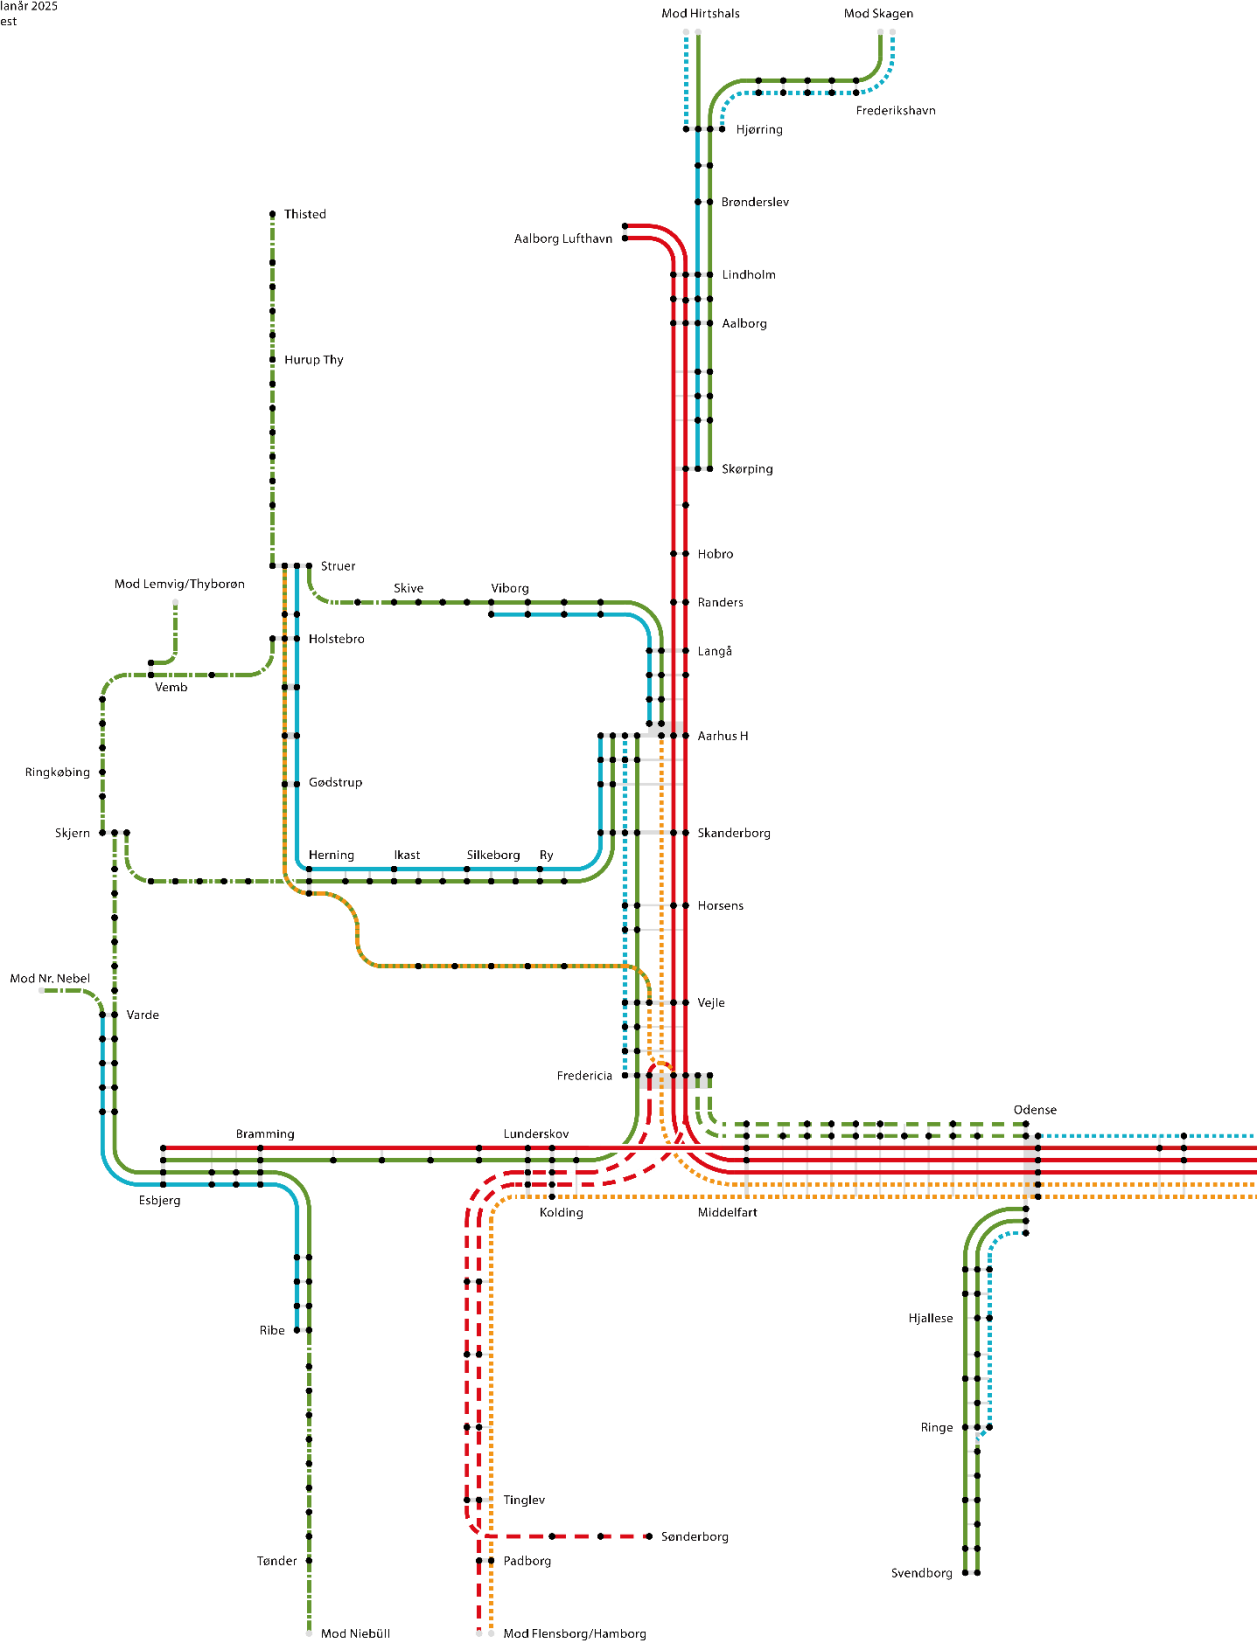 lanår 2025
est
Mod Hirtshals
Mod Skagen
Frederikshavn
Hjørring
Brønderslev
Thisted
Aalborg Lufthavn
Lindholm
Aalborg
Hurup Thy
Skørping
Hobro
Struer
Mod Lemvig/Thyborøn
Skive
Viborg
Randers
Holstebro
Langå
Vemb
Aarhus H
Ringkøbing
Gødstrup
Skjern
Skanderborg
Herning
Ikast
Silkeborg
Ry
Horsens
Mod Nr. Nebel
Vejle
Varde
Fredericia
Odense
Bramming
Lunderskov
Esbjerg
Kolding
Middelfart
Hjallese
Ribe
Ringe
Tinglev
Sønderborg
Tønder
Padborg
Svendborg
Mod Niebüll
Mod Flensborg/Hamborg